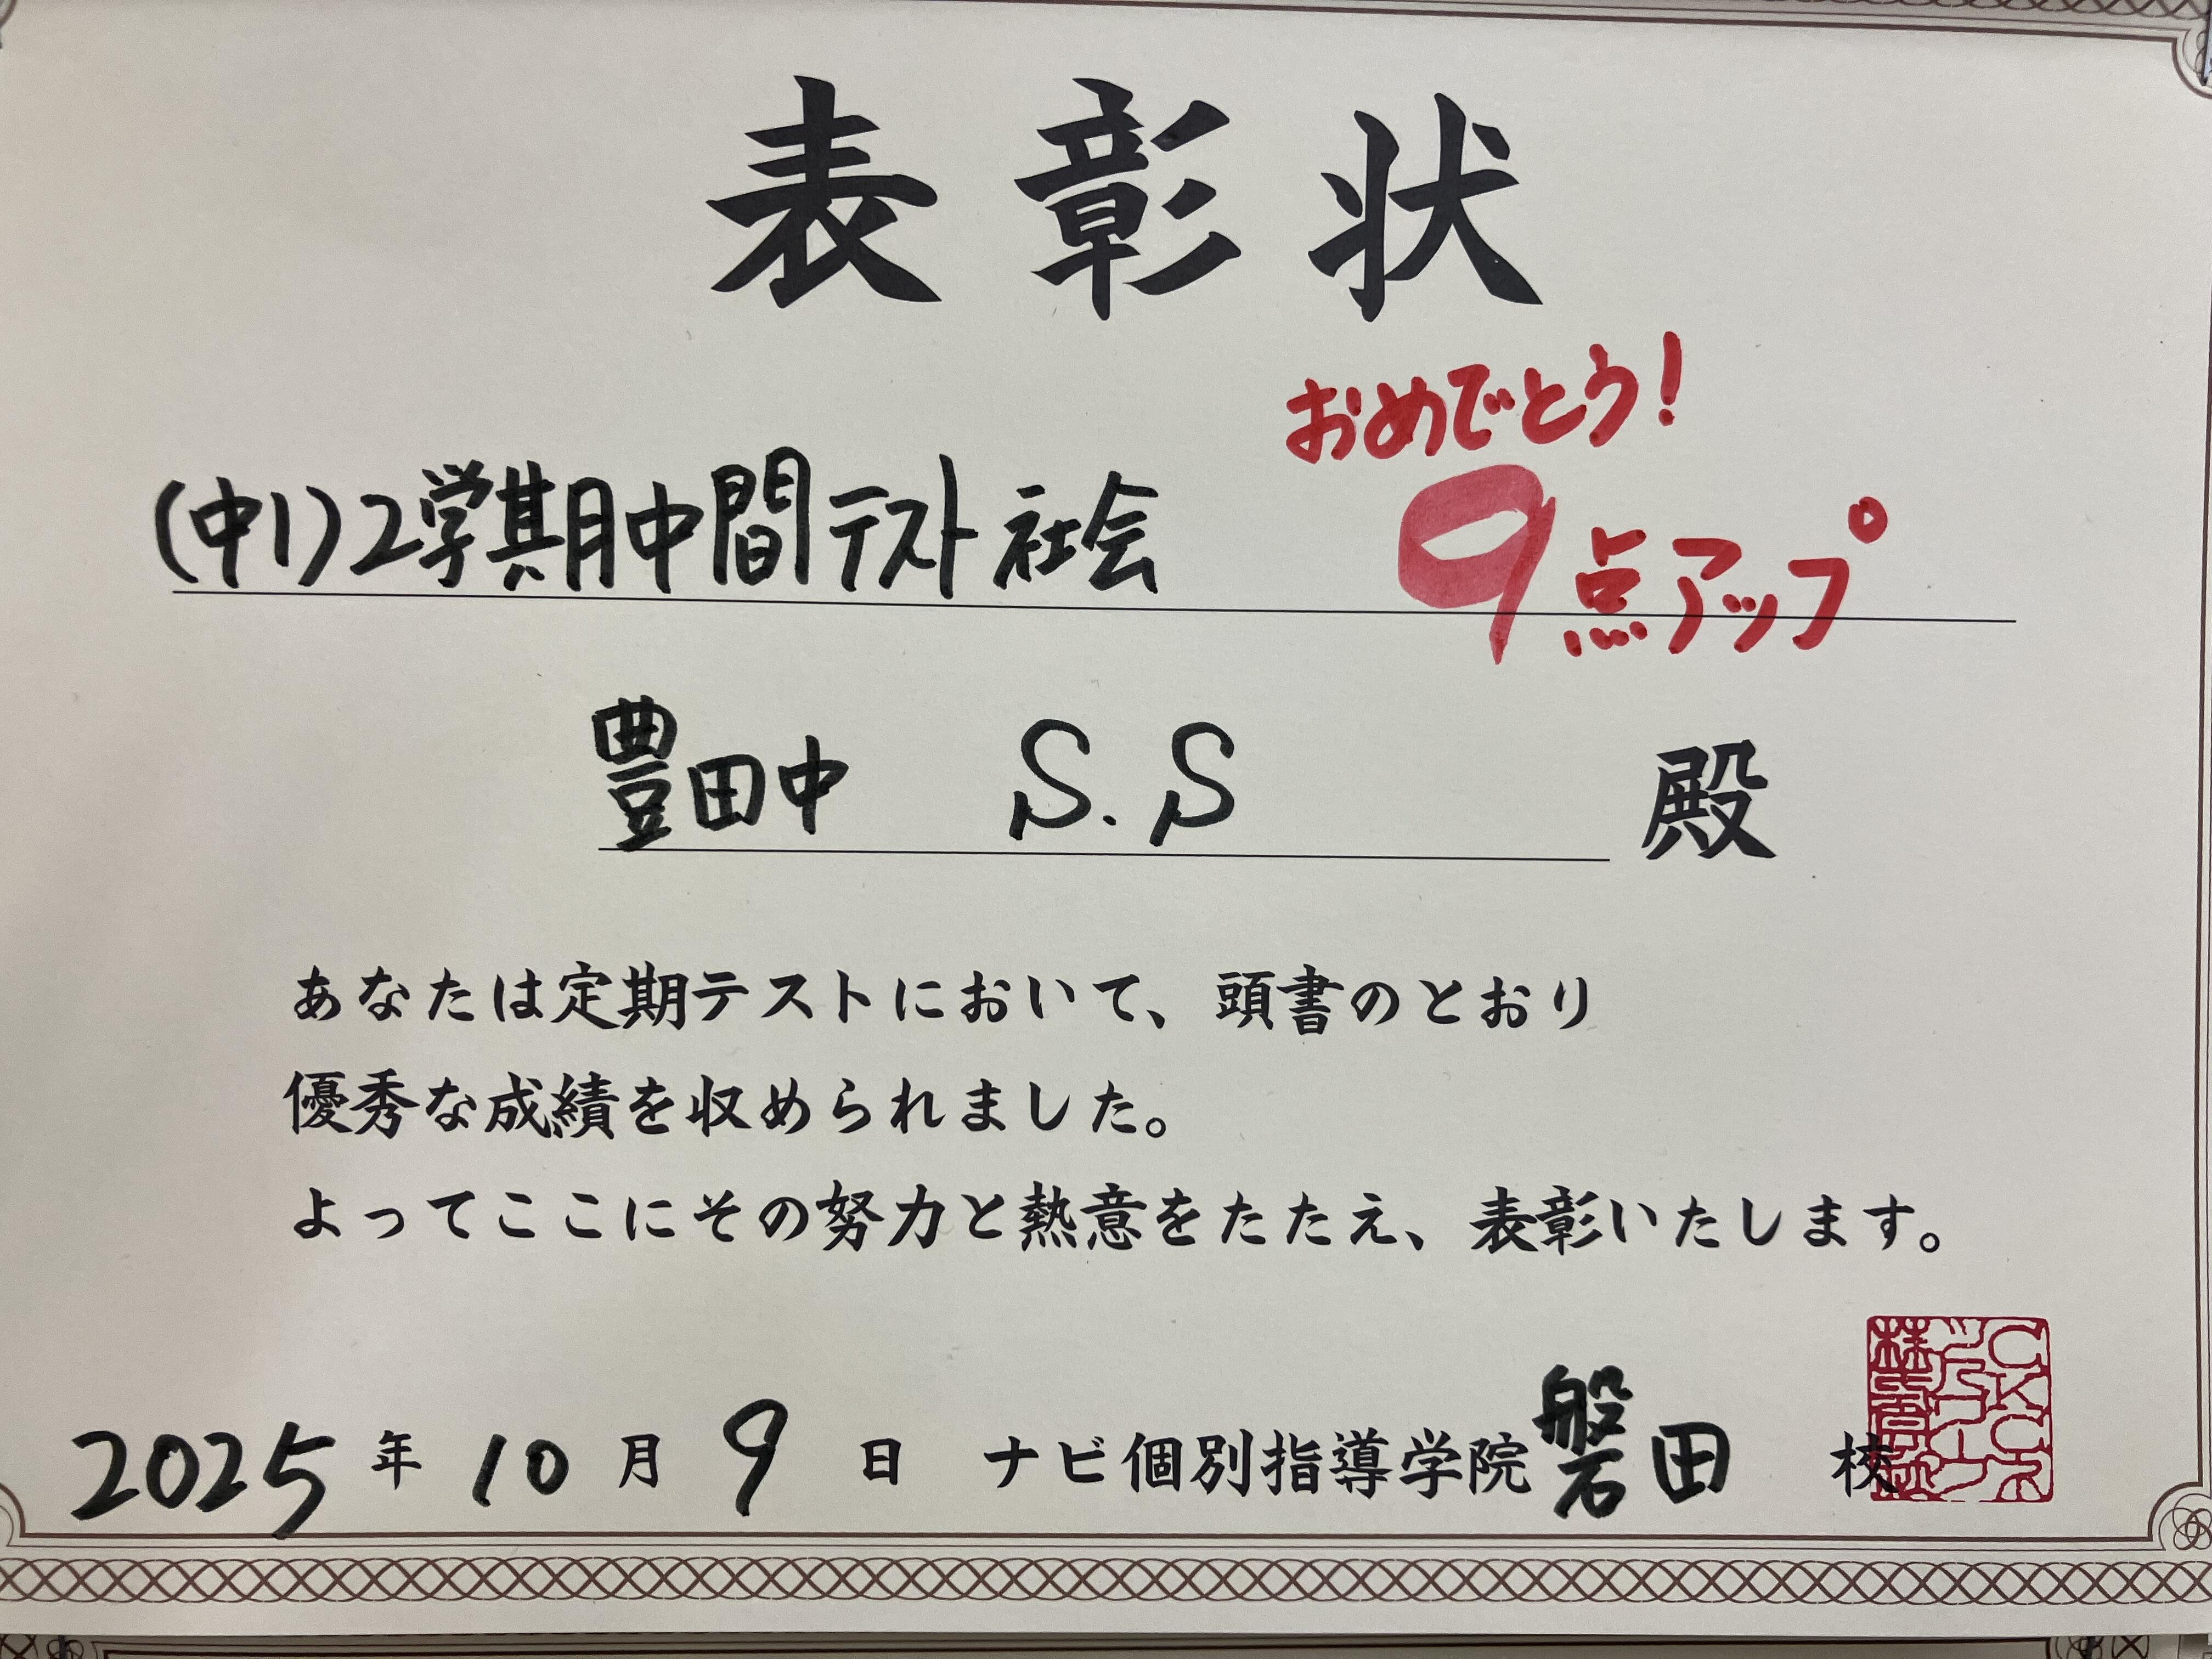 表彰状
おめでとう!
(中1)2学期中間テスト社会
9点アップ
豊田中 S.S 殿
あなたは定期テストにおいて、頭書のとおり
優秀な成績を収められました。
よってここにその努力と熱意をたたえ、表彰いたします。
2025年10月9日 ナビ個別指導学院磐田校